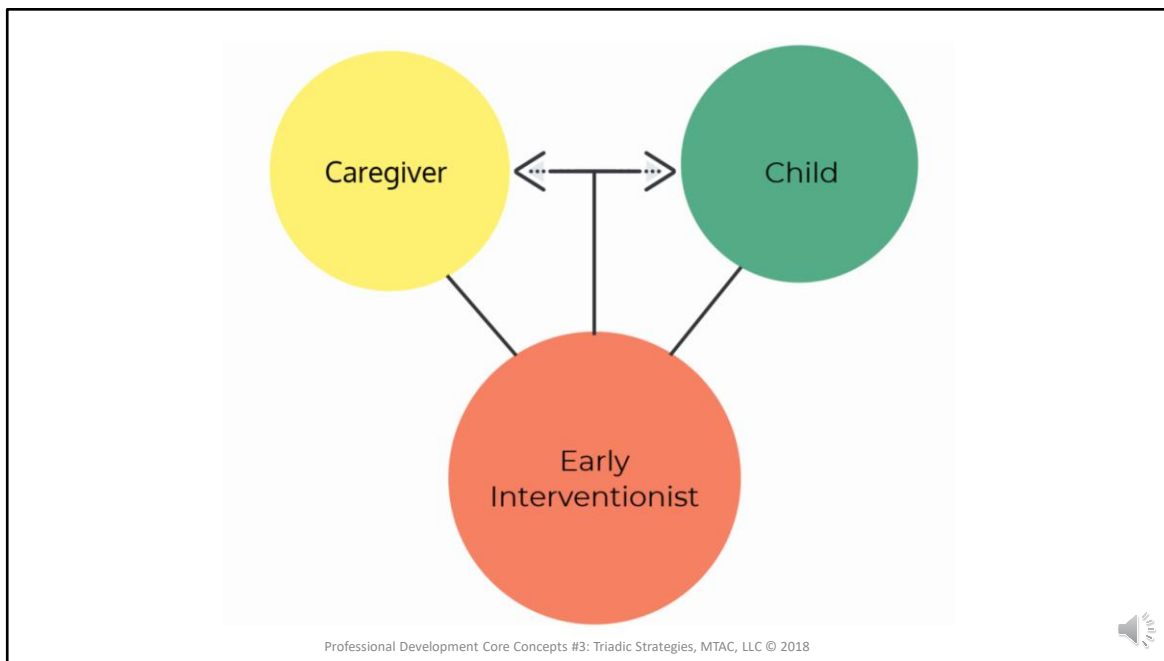 Caregiver
Child
Early
Interventionist
Professional Development Core Concepts #3: Triadic Strategies, MTAC, LLC © 2018